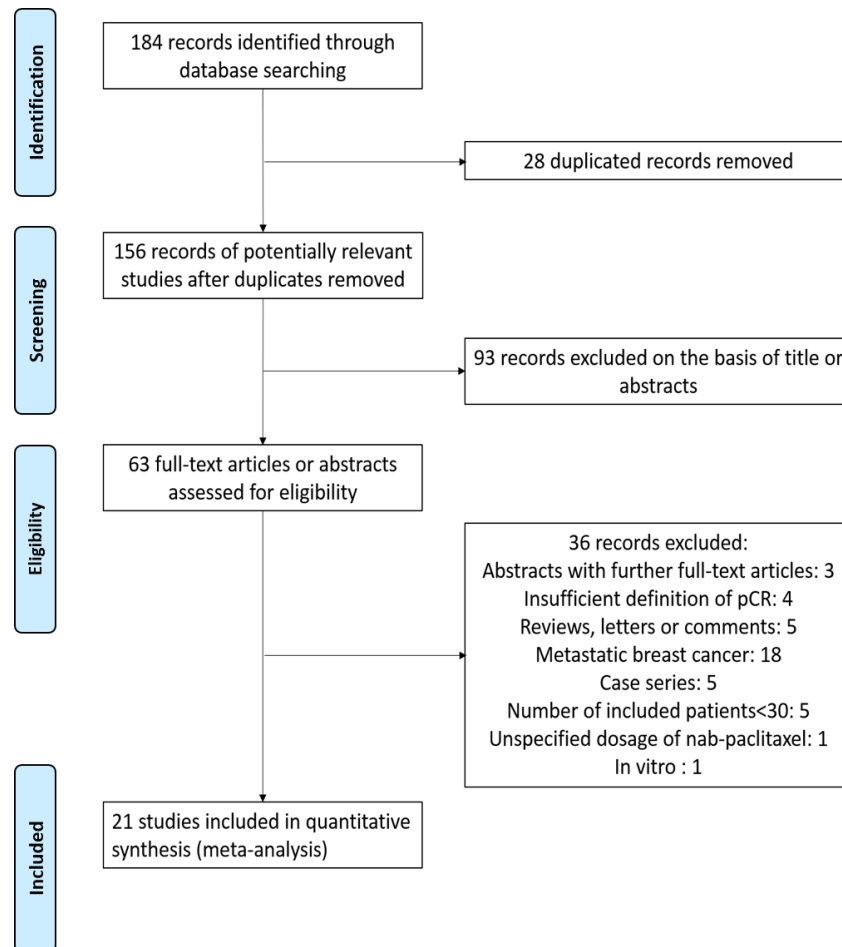 Identification
184 records identified through
database searching
28 duplicated records removed
Screening
156 records of potentially relevant
studies after duplicates removed
93 records excluded on the basis of title or
abstracts
Eligibility
63 full-text articles or abstracts
assessed for eligibility
36 records excluded:
Abstracts with further full-text articles: 3
Insufficient definition of pCR: 4
Reviews, letters or comments: 5
Metastatic breast cancer: 18
Case series: 5
Number of included patients<30: 5
Unspecified dosage of nab-paclitaxel: 1
In vitro : 1
Included
21 studies included in quantitative
synthesis (meta-analysis)